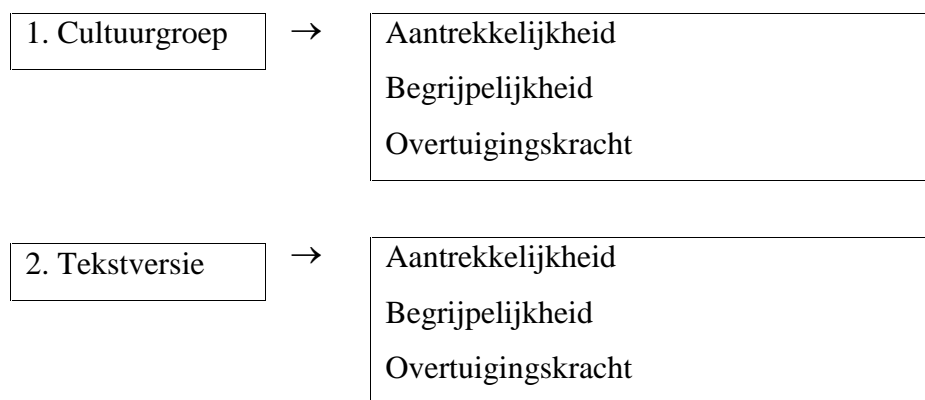 1. Cultuurgroep → Aantrekkelijkheid
Begrijpelijkheid
Overtuigingskracht
2. Tekstversie → Aantrekkelijkheid
Begrijpelijkheid
Overtuigingskracht